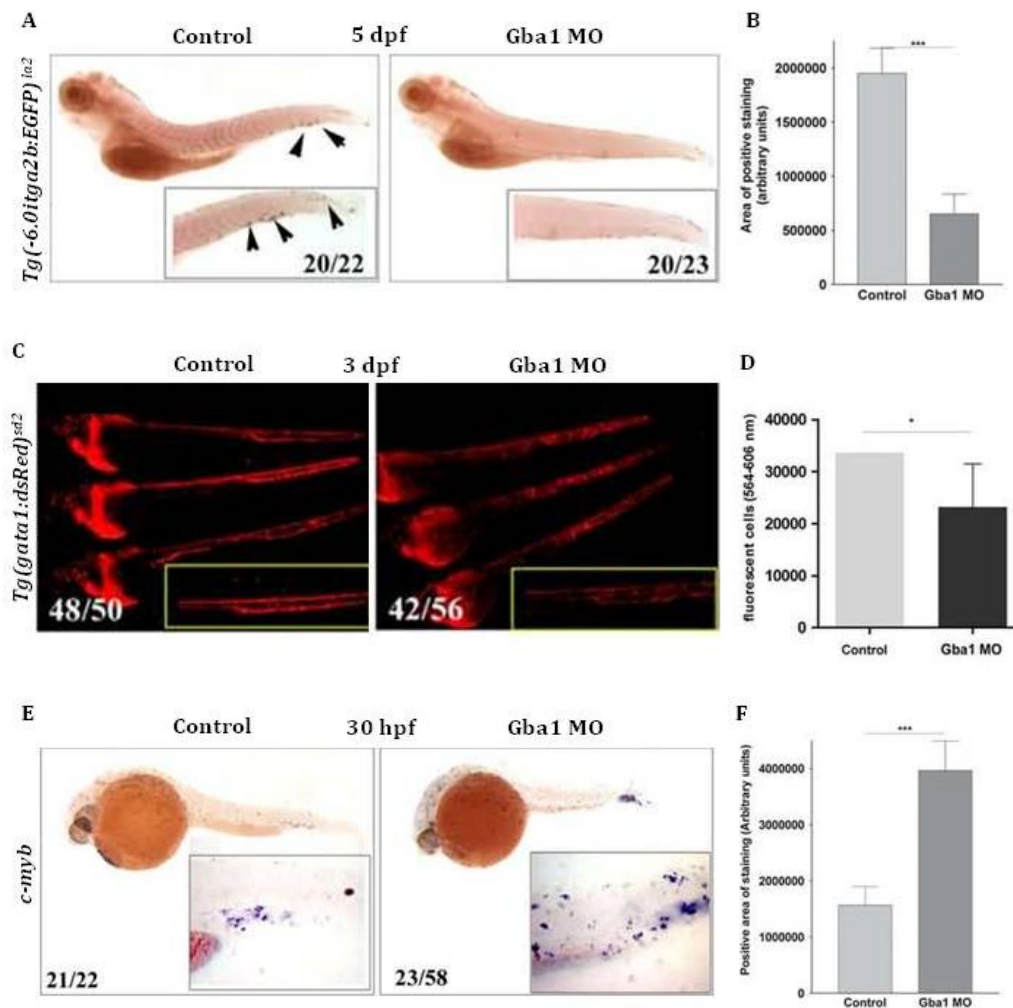 A
Control 5 dpf Gba1 MO
Tg(-6.0itga2b:EGFP)la2
20/22
20/23
B
***
Area of positive staining
(arbitrary units)
2000000
1500000
1000000
500000
0
Control Gba1 MO
C
Control 3 dpf Gba1 MO
Tg(gata1:dsRed)sd2
48/50
42/56
D
*
fluorescent cells (564-606 nm)
40000
30000
20000
10000
0
Control Gba1 MO
E
Control 30 hpf Gba1 MO
c-myb
21/22
23/58
F
***
Positive area of staining (Arbitrary units)
4000000
3000000
2000000
1000000
0
Control Gba1 MO